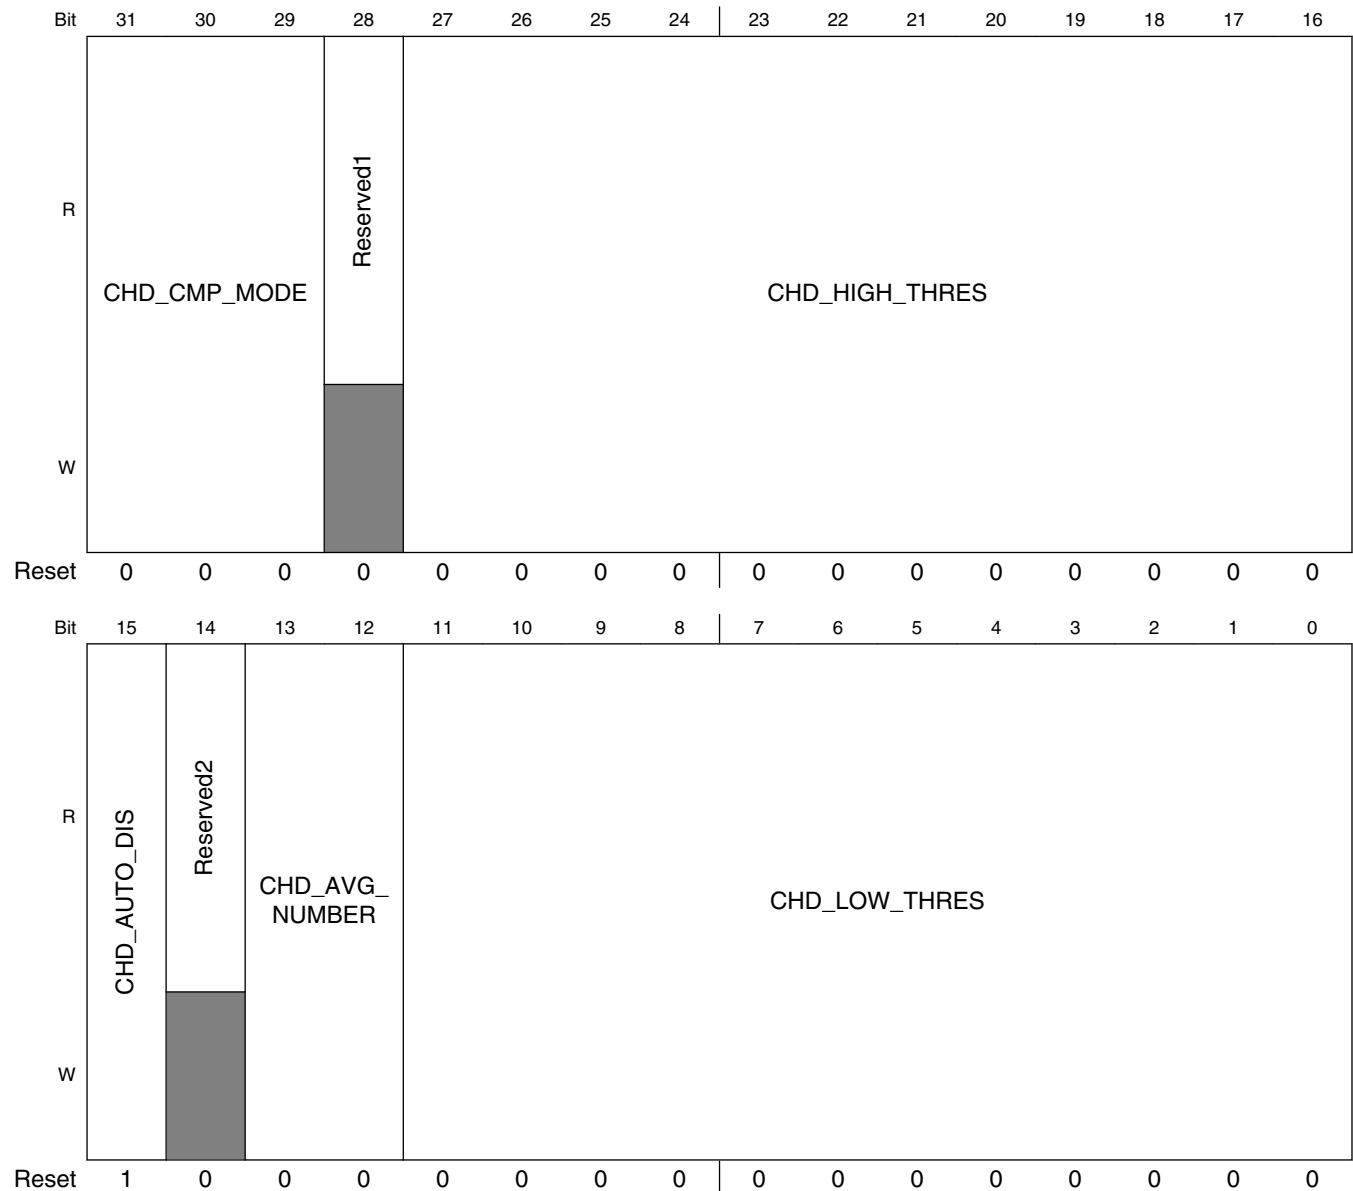 Bit 31 30 29 28 27 26 25 24 23 22 21 20 19 18 17 16
R
Reserved1
CHD_CMP_MODE
CHD_HIGH_THRES
W
Reset 0 0 0 0 0 0 0 0 0 0 0 0 0 0 0 0
Bit 15 14 13 12 11 10 9 8 7 6 5 4 3 2 1 0
R
CHD_AUTO_DIS
Reserved2
CHD_AVG_
NUMBER
CHD_LOW_THRES
W
Reset 1 0 0 0 0 0 0 0 0 0 0 0 0 0 0 0